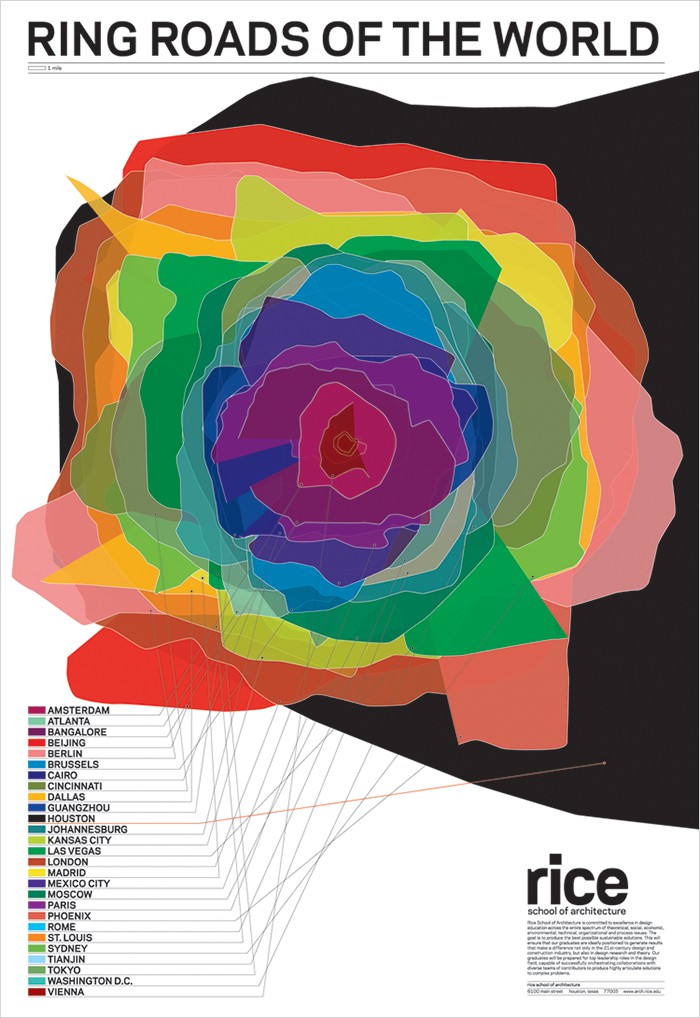 RING ROADS OF THE WORLD
1 mile
AMSTERDAM
ATLANTA
BANGALORE
BEIJING
BERLIN
BRUSSELS
CAIRO
CINCINNATI
DALLAS
GUANGZHOU
HOUSTON
JOHANNESBURG
KANSAS CITY
LAS VEGAS
LONDON
MADRID
MEXICO CITY
MOSCOW
PARIS
PHOENIX
ROME
ST. LOUIS
SYDNEY
TIANJIN
TOKYO
WASHINGTON D.C.
VIENNA
rice
school of architecture
Rice School of Architecture is committed to excellence in design
education across the entire spectrum of theoretical, social, economic,
environmental, technical, organizational and process issues. The
goal is to produce the best possible sustainable solutions. This will
ensure that our graduates are ideally positioned to generate results
that make a difference not only in the 21st-century design and
construction industry, but also in design research and theory. Our
graduates will be prepared for top leadership roles in the design
field, capable of successfully orchestrating collaborations with
diverse teams of contributors to produce highly articulate solutions
to complex problems.
rice school of architecture
6100 main street houston, texas 77005 www.arch.rice.edu